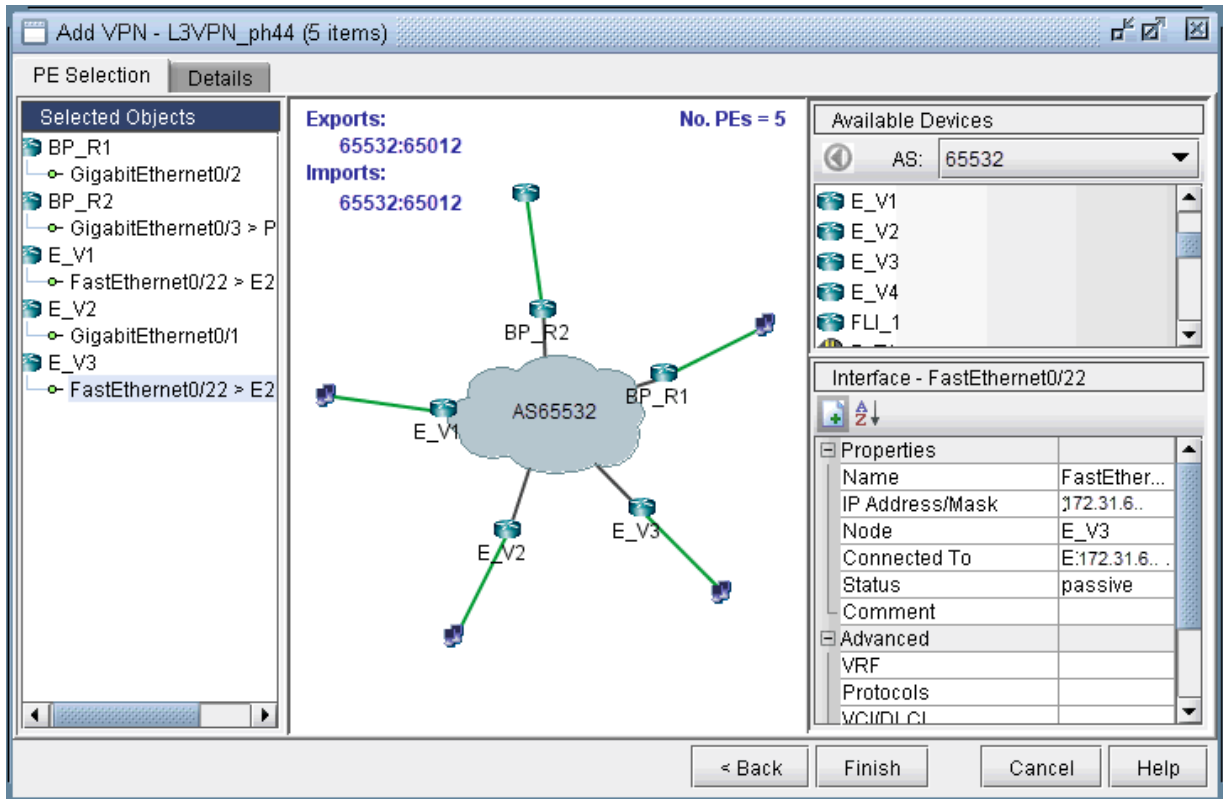 Add VPN - L3VPN_ph44 (5 items)
PE Selection
Details
Selected Objects
BP_R1
GigabitEthernet0/2
BP_R2
GigabitEthernet0/3 > P
E_V1
FastEthernet0/22 > E2
E_V2
GigabitEthernet0/1
E_V3
FastEthernet0/22 > E2
Exports:
65532:65012
Imports:
65532:65012
No. PEs = 5
BP_R2
BP_R1
AS65532
E_V1
E_V3
E_V2
Available Devices
AS: 65532
E_V1
E_V2
E_V3
E_V4
FLI_1
Interface - FastEthernet0/22
Properties
Name FastEther...
IP Address/Mask 172.31.6..
Node E_V3
Connected To E:172.31.6.. .
Status passive
Comment
Advanced
VRF
Protocols
VCI/DLCI
< Back
Finish
Cancel
Help